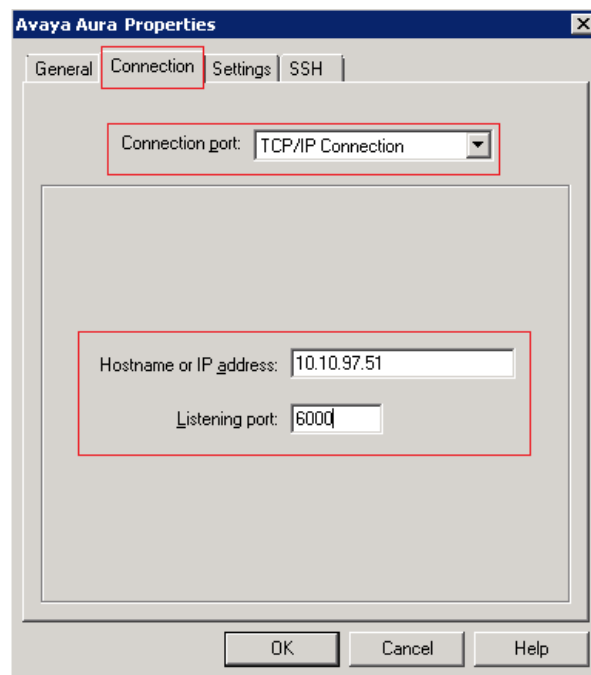 Avaya Aura Properties
General Connection Settings SSH
Connection port: TCP/IP Connection
Hostname or IP address: 10.10.97.51
Listening port: 6000
OK Cancel Help